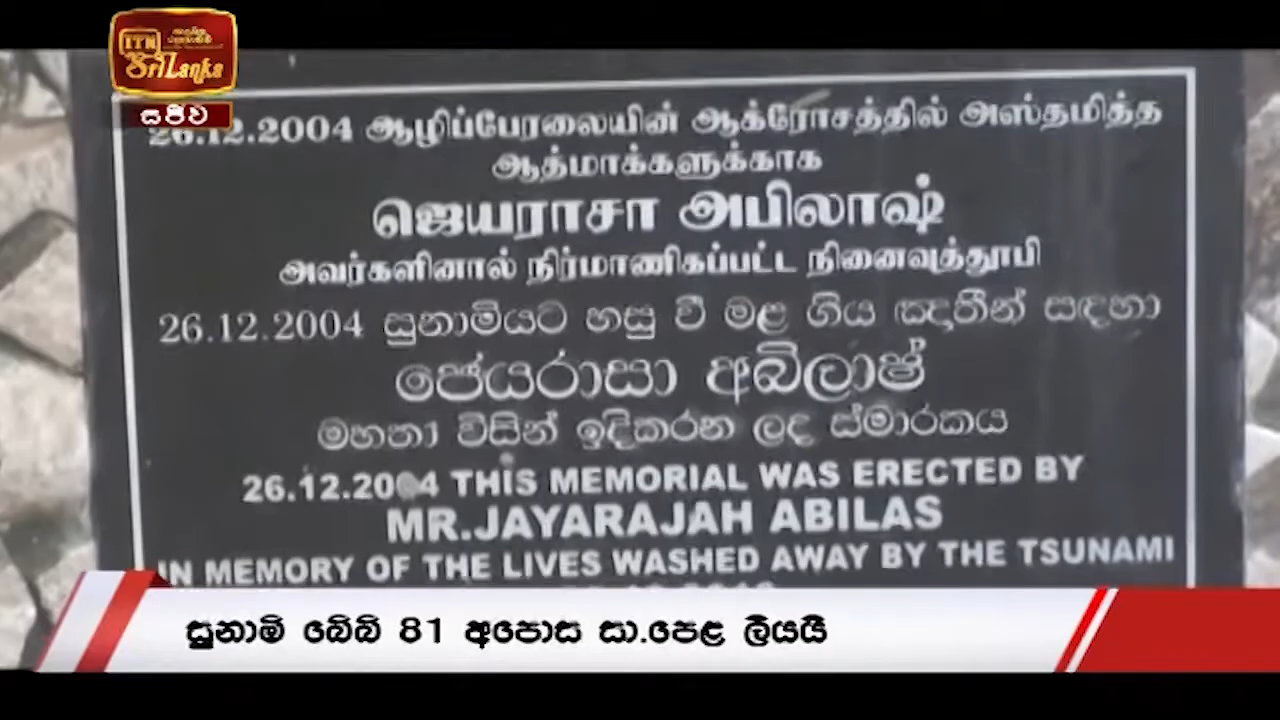 ITN
SriLanka
සජීව
26.12.2004 ஆழிப்பேரலையின் ஆக்ரோசத்தில் அஸ்தமித்த
ஆத்மாக்களுக்காக
ஜெயராசா அபிலாஷ்
அவர்களினால் நிர்மாணிகப்பட்ட நினைவுத்தூபி
26.12.2004 සුනාමියට හසු වී මළ ගිය ඤාතීන් සඳහා
ජේයරාසා අබිලාෂ්
මහතා විසින් ඉදිකරන ලද ස්මාරකය
26.12.2004 THIS MEMORIAL WAS ERECTED BY
MR.JAYARAJAH ABILAS
IN MEMORY OF THE LIVES WASHED AWAY BY THE TSUNAMI
සුනාමි බේබි 81 අපොස සා.පෙළ ලියයි